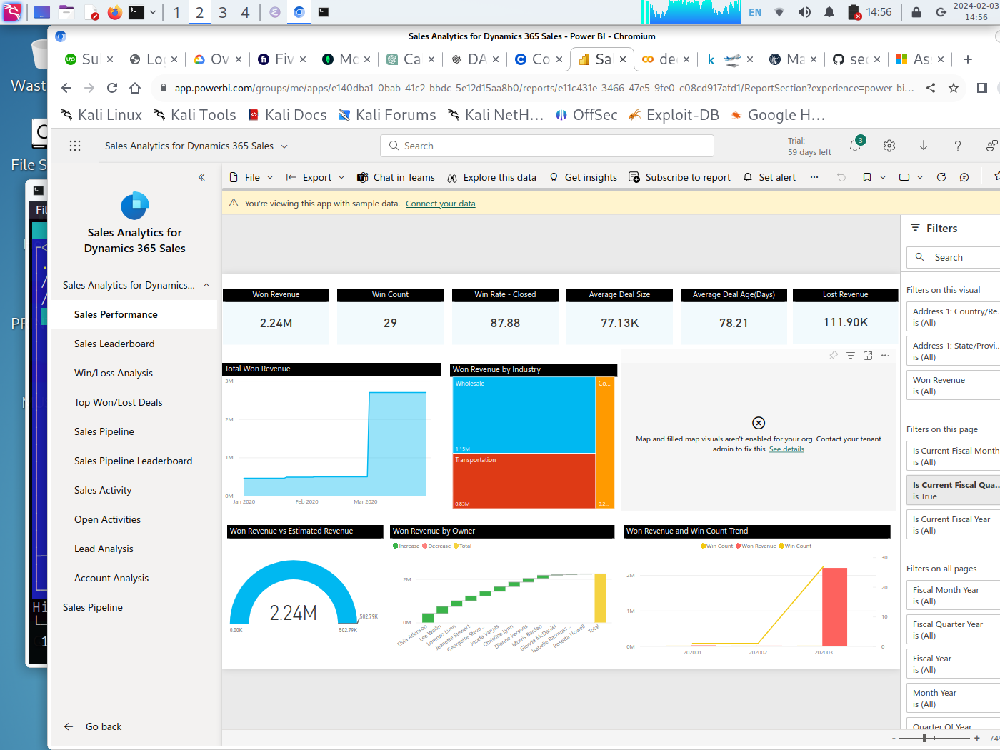 1 2 3 4
EN
14:56
2024-02-03
14:56
Sales Analytics for Dynamics 365 Sales - Power BI - Chromium
Su × Lo × Ov × Fiv × Mo × Ca × DA × Co × Sal × de × k × Ma × sec × Ass × +
app.powerbi.com/groups/me/apps/e140dba1-0bab-41c2-bbdc-5e12d15aa8b0/reports/e11c431e-3466-47e5-9fe0-c08cd917afd1/ReportSection?experience=power-bi...
Kali Linux Kali Tools Kali Docs Kali Forums Kali NetH... OffSec Exploit-DB Google H...
Wast
File S
Fil
PF
Hi
1
Sales Analytics for Dynamics 365 Sales
Search
Trial:
59 days left
3
File Export Chat in Teams Explore this data Get insights Subscribe to report Set alert ...
You're viewing this app with sample data. Connect your data
Sales Analytics for
Dynamics 365 Sales
Sales Analytics for Dynamics...
Sales Performance
Sales Leaderboard
Win/Loss Analysis
Top Won/Lost Deals
Sales Pipeline
Sales Pipeline Leaderboard
Sales Activity
Open Activities
Lead Analysis
Account Analysis
Sales Pipeline
Go back
Won Revenue
2.24M
Win Count
29
Win Rate - Closed
87.88
Average Deal Size
77.13K
Average Deal Age(Days)
78.21
Lost Revenue
111.90K
Total Won Revenue
3M
2M
1M
0M
Jan 2020 Feb 2020 Mar 2020
Won Revenue by Industry
Wholesale
1.15M
Transportation
0.83M
Co...
0.2...
Map and filled map visuals aren't enabled for your org. Contact your tenant
admin to fix this. See details
Won Revenue vs Estimated Revenue
2.24M
0.00K
502.79K
502.79K
Won Revenue by Owner
Increase Decrease Total
2M
0M
Elvia Atkinson
Lee Wallin
Lorenzo Lunn
Jeanette Stewart
Georgette Steve...
Josefa Vargas
Christine Lynn
Dionne Parsons
Morris Barden
Glenda McDaniel
Isabelle Rasmuss...
Rosetta Howell
Total
Won Revenue and Win Count Trend
Win Count Won Revenue Win Count
2M
1M
0M
30
20
10
0
202001 202002 202003
Filters
Search
Filters on this visual
Address 1: Country/Re...
is (All)
Address 1: State/Provi...
is (All)
Won Revenue
is (All)
Filters on this page
Is Current Fiscal Month
is (All)
Is Current Fiscal Qua...
is True
Is Current Fiscal Year
is (All)
Filters on all pages
Fiscal Month Year
is (All)
Fiscal Quarter Year
is (All)
Fiscal Year
is (All)
Month Year
is (All)
Quarter Of Year
- + 74%